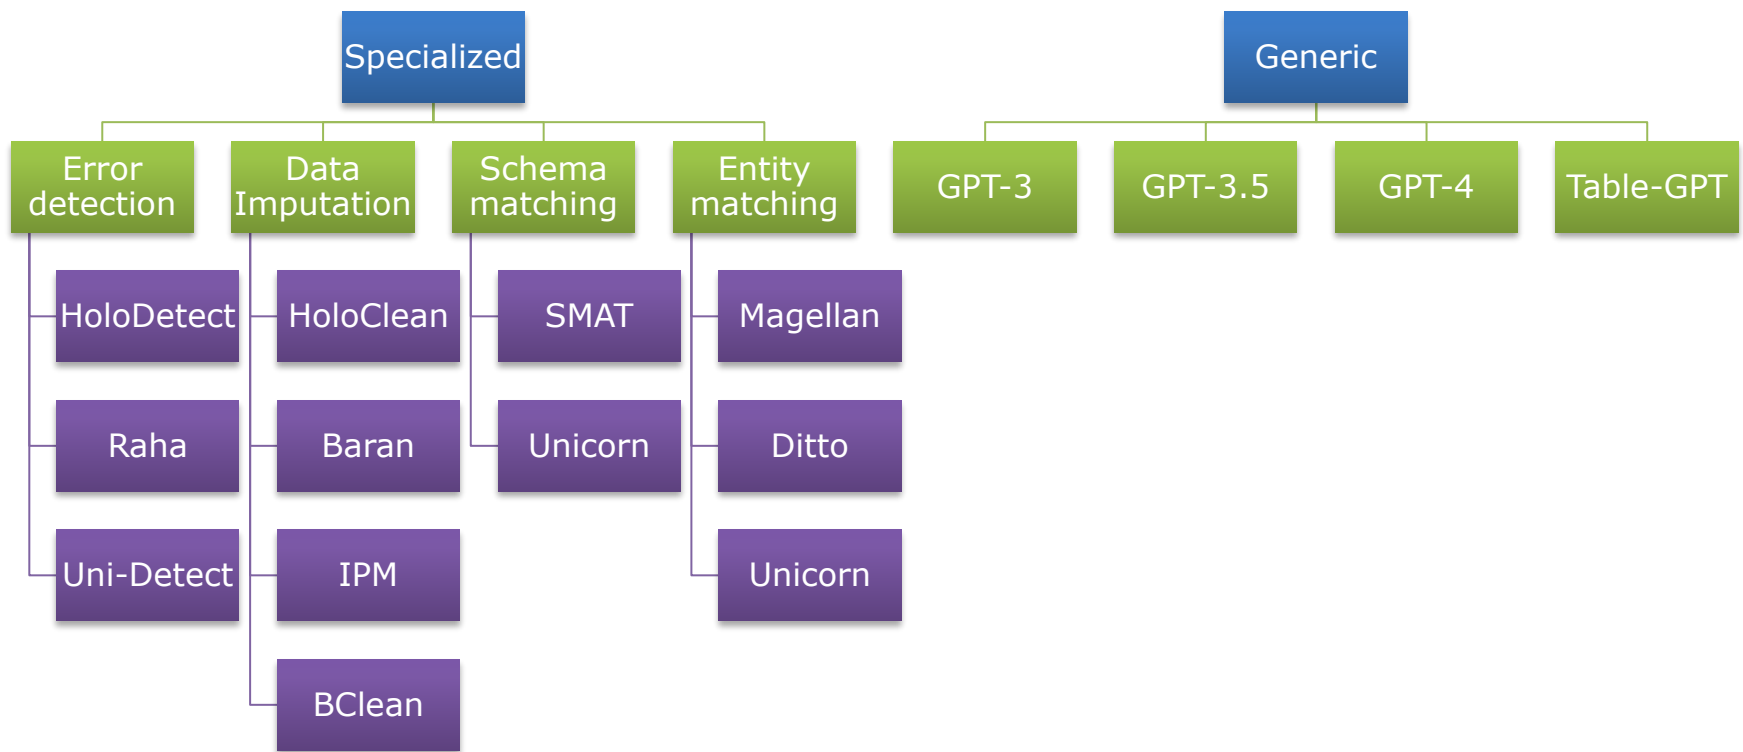 Specialized
Generic
Error
detection
Data
Imputation
Schema
matching
Entity
matching
GPT-3
GPT-3.5
GPT-4
Table-GPT
HoloDetect
HoloClean
SMAT
Magellan
Raha
Baran
Unicorn
Ditto
Uni-Detect
IPM
Unicorn
BClean